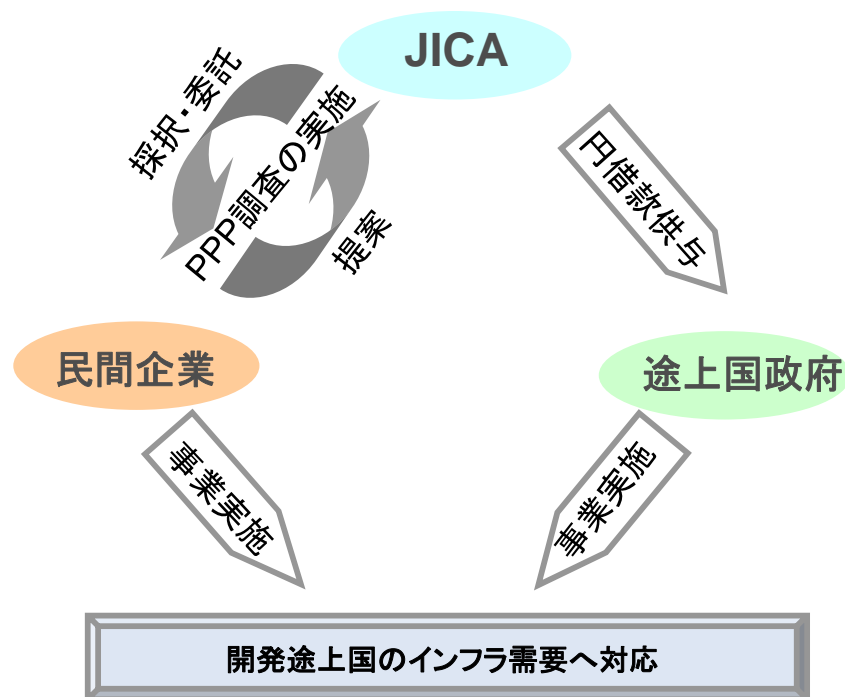 JICA
採択・委託
PPP調査の実施
提案
円借款供与
民間企業
途上国政府
事業実施
事業実施
開発途上国のインフラ需要へ対応